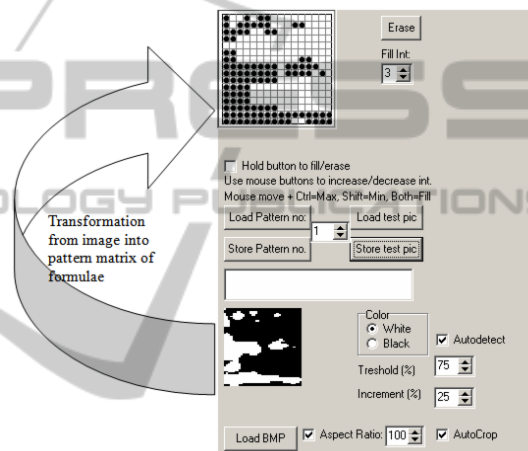 Erase
Fill Int:
3
Hold button to fill/erase
Use mouse buttons to increase/decrease int.
Mouse move + Ctrl=Max, Shift=Min, Both=Fill
Load Pattern no:
1
Load test pic
Store Pattern no.
Store test pic
Transformation
from image into
pattern matrix of
formulae
Color
White
Black
Autodetect
Treshold (%)
75
Increment (%)
25
Load BMP
Aspect Ratio:
100
AutoCrop
PRESS
OLOGY PUBLICATIONS